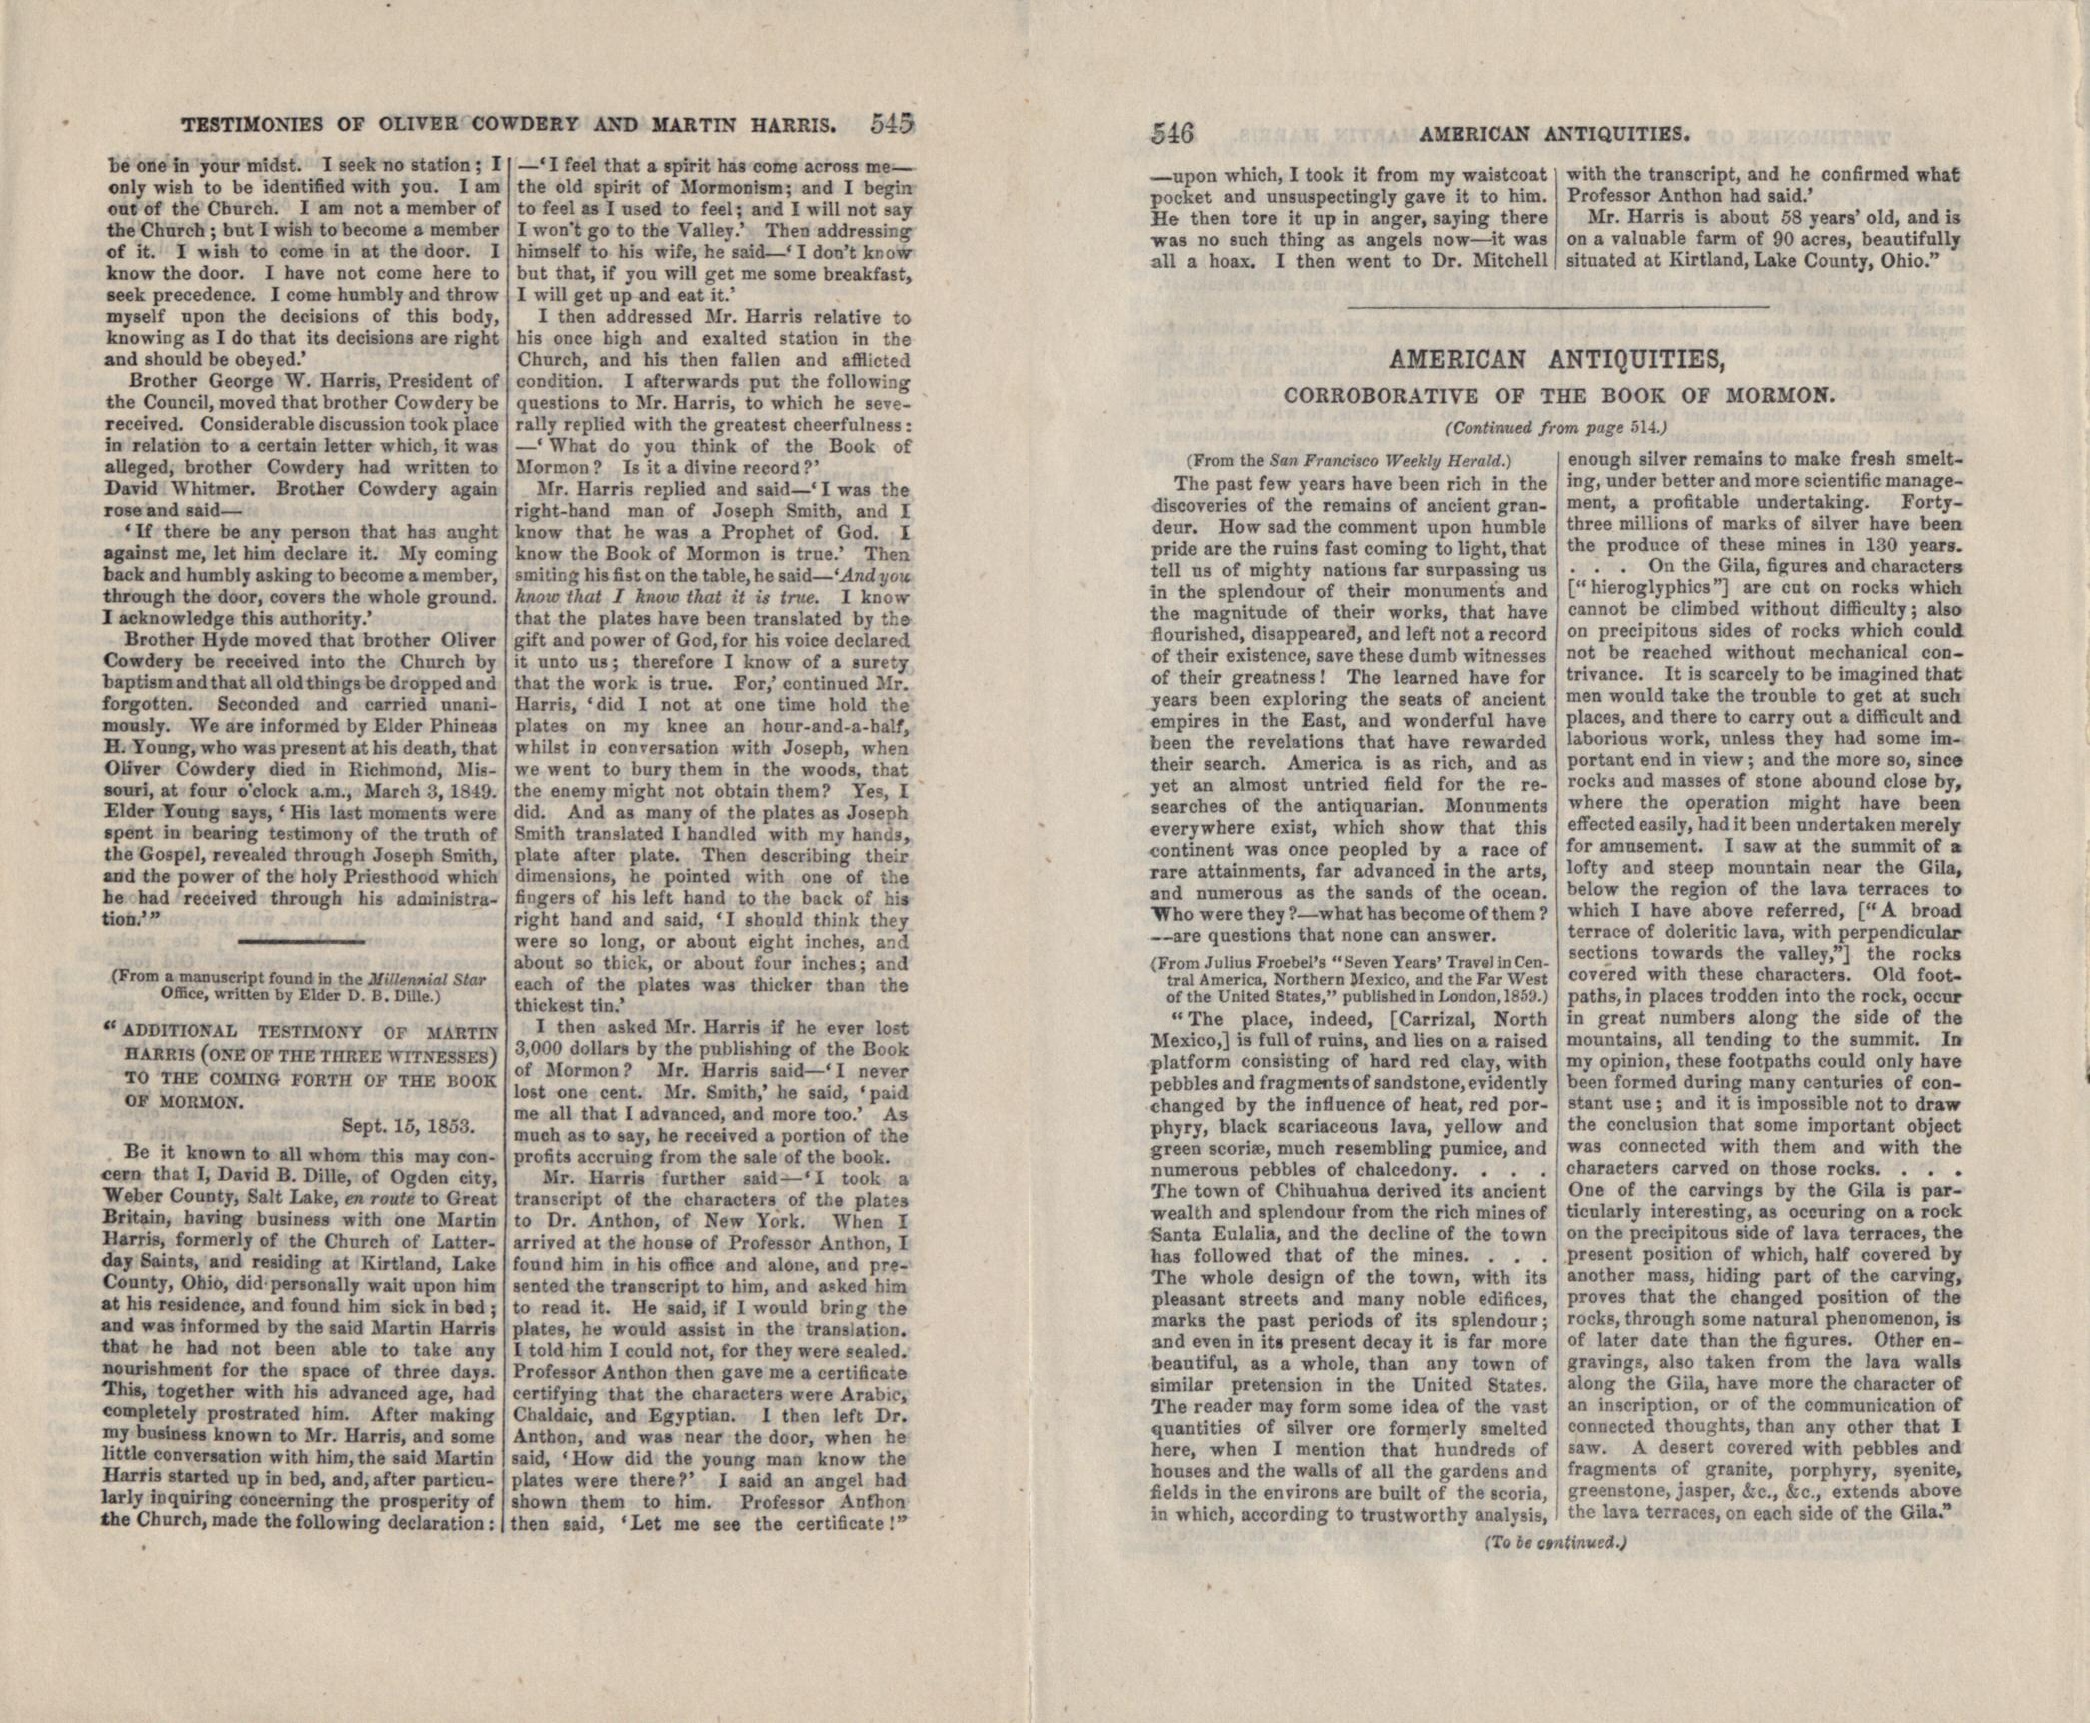 TESTIMONIES OF OLIVER COWDERY AND MARTIN HARRIS. 545
be one in your midst. I seek no station; I
only wish to be identified with you. I am
out of the Church. I am not a member of
the Church; but I wish to become a member
of it. I wish to come in at the door. I
know the door. I have not come here to
seek precedence. I come humbly and throw
myself upon the decisions of this body,
knowing as I do that its decisions are right
and should be obeyed.’
Brother George W. Harris, President of
the Council, moved that brother Cowdery be
received. Considerable discussion took place
in relation to a certain letter which, it was
alleged, brother Cowdery had written to
David Whitmer. Brother Cowdery again
rose and said—
‘If there be any person that has aught
against me, let him declare it. My coming
back and humbly asking to become a member,
through the door, covers the whole ground.
I acknowledge this authority.’
Brother Hyde moved that brother Oliver
Cowdery be received into the Church by
baptism and that all old things be dropped and
forgotten. Seconded and carried unani-
mously. We are informed by Elder Phineas
H. Young, who was present at his death, that
Oliver Cowdery died in Richmond, Mis-
souri, at four o'clock a.m., March 3, 1849.
Elder Young says, ‘His last moments were
spent in bearing testimony of the truth of
the Gospel, revealed through Joseph Smith,
and the power of the holy Priesthood which
he had received through his administra-
tion.’”
(From a manuscript found in the Millennial Star
Office, written by Elder D. B. Dille.)
“ADDITIONAL TESTIMONY OF MARTIN
HARRIS (ONE OF THE THREE WITNESSES)
TO THE COMING FORTH OF THE BOOK
OF MORMON.
Sept. 15, 1853.
Be it known to all whom this may con-
cern that I, David B. Dille, of Ogden city,
Weber County, Salt Lake, en route to Great
Britain, having business with one Martin
Harris, formerly of the Church of Latter-
day Saints, and residing at Kirtland, Lake
County, Ohio, did personally wait upon him
at his residence, and found him sick in bed;
and was informed by the said Martin Harris
that he had not been able to take any
nourishment for the space of three days.
This, together with his advanced age, had
completely prostrated him. After making
my business known to Mr. Harris, and some
little conversation with him, the said Martin
Harris started up in bed, and, after particu-
larly inquiring concerning the prosperity of
the Church, made the following declaration:
—‘I feel that a spirit has come across me—
the old spirit of Mormonism; and I begin
to feel as I used to feel; and I will not say
I won't go to the Valley.’ Then addressing
himself to his wife, he said—‘I don't know
but that, if you will get me some breakfast,
I will get up and eat it.’
I then addressed Mr. Harris relative to
his once high and exalted station in the
Church, and his then fallen and afflicted
condition. I afterwards put the following
questions to Mr. Harris, to which he seve-
rally replied with the greatest cheerfulness:
—‘What do you think of the Book of
Mormon? Is it a divine record?’
Mr. Harris replied and said—‘I was the
right-hand man of Joseph Smith, and I
know that he was a Prophet of God. I
know the Book of Mormon is true.’ Then
smiting his fist on the table, he said—‘And you
know that I know that it is true. I know
that the plates have been translated by the
gift and power of God, for his voice declared
it unto us; therefore I know of a surety
that the work is true. For,’ continued Mr.
Harris, ‘did I not at one time hold the
plates on my knee an hour-and-a-half,
whilst in conversation with Joseph, when
we went to bury them in the woods, that
the enemy might not obtain them? Yes, I
did. And as many of the plates as Joseph
Smith translated I handled with my hands,
plate after plate. Then describing their
dimensions, he pointed with one of the
fingers of his left hand to the back of his
right hand and said, ‘I should think they
were so long, or about eight inches, and
about so thick, or about four inches; and
each of the plates was thicker than the
thickest tin.’
I then asked Mr. Harris if he ever lost
3,000 dollars by the publishing of the Book
of Mormon? Mr. Harris said—‘I never
lost one cent. Mr. Smith,’ he said, ‘paid
me all that I advanced, and more too.’ As
much as to say, he received a portion of the
profits accruing from the sale of the book.
Mr. Harris further said—‘I took a
transcript of the characters of the plates
to Dr. Anthon, of New York. When I
arrived at the house of Professor Anthon, I
found him in his office and alone, and pre-
sented the transcript to him, and asked him
to read it. He said, if I would bring the
plates, he would assist in the translation.
I told him I could not, for they were sealed.
Professor Anthon then gave me a certificate
certifying that the characters were Arabic,
Chaldaic, and Egyptian. I then left Dr.
Anthon, and was near the door, when he
said, ‘How did the young man know the
plates were there?’ I said an angel had
shown them to him. Professor Anthon
then said, ‘Let me see the certificate!”
546 AMERICAN ANTIQUITIES.
—upon which, I took it from my waistcoat
pocket and unsuspectingly gave it to him.
He then tore it up in anger, saying there
was no such thing as angels now—it was
all a hoax. I then went to Dr. Mitchell
with the transcript, and he confirmed what
Professor Anthon had said.’
Mr. Harris is about 58 years' old, and is
on a valuable farm of 90 acres, beautifully
situated at Kirtland, Lake County, Ohio.”
AMERICAN ANTIQUITIES,
CORROBORATIVE OF THE BOOK OF MORMON.
(Continued from page 514.)
(From the San Francisco Weekly Herald.)
The past few years have been rich in the
discoveries of the remains of ancient gran-
deur. How sad the comment upon humble
pride are the ruins fast coming to light, that
tell us of mighty nations far surpassing us
in the splendour of their monuments and
the magnitude of their works, that have
flourished, disappeared, and left not a record
of their existence, save these dumb witnesses
of their greatness! The learned have for
years been exploring the seats of ancient
empires in the East, and wonderful have
been the revelations that have rewarded
their search. America is as rich, and as
yet an almost untried field for the re-
searches of the antiquarian. Monuments
everywhere exist, which show that this
continent was once peopled by a race of
rare attainments, far advanced in the arts,
and numerous as the sands of the ocean.
Who were they?—what has become of them?
—are questions that none can answer.
(From Julius Froebel's “Seven Years' Travel in Cen-
tral America, Northern Mexico, and the Far West
of the United States,” published in London, 1859.)
“The place, indeed, [Carrizal, North
Mexico,] is full of ruins, and lies on a raised
platform consisting of hard red clay, with
pebbles and fragments of sandstone, evidently
changed by the influence of heat, red por-
phyry, black scariaceous lava, yellow and
green scoriæ, much resembling pumice, and
numerous pebbles of chalcedony. . . .
The town of Chihuahua derived its ancient
wealth and splendour from the rich mines of
Santa Eulalia, and the decline of the town
has followed that of the mines. . . .
The whole design of the town, with its
pleasant streets and many noble edifices,
marks the past periods of its splendour;
and even in its present decay it is far more
beautiful, as a whole, than any town of
similar pretension in the United States.
The reader may form some idea of the vast
quantities of silver ore formerly smelted
here, when I mention that hundreds of
houses and the walls of all the gardens and
fields in the environs are built of the scoria,
in which, according to trustworthy analysis,
enough silver remains to make fresh smelt-
ing, under better and more scientific manage-
ment, a profitable undertaking. Forty-
three millions of marks of silver have been
the produce of these mines in 130 years.
. . . On the Gila, figures and characters
[“hieroglyphics”] are cut on rocks which
cannot be climbed without difficulty; also
on precipitous sides of rocks which could
not be reached without mechanical con-
trivance. It is scarcely to be imagined that
men would take the trouble to get at such
places, and there to carry out a difficult and
laborious work, unless they had some im-
portant end in view; and the more so, since
rocks and masses of stone abound close by,
where the operation might have been
effected easily, had it been undertaken merely
for amusement. I saw at the summit of a
lofty and steep mountain near the Gila,
below the region of the lava terraces to
which I have above referred, [“A broad
terrace of doleritic lava, with perpendicular
sections towards the valley,”] the rocks
covered with these characters. Old foot-
paths, in places trodden into the rock, occur
in great numbers along the side of the
mountains, all tending to the summit. In
my opinion, these footpaths could only have
been formed during many centuries of con-
stant use; and it is impossible not to draw
the conclusion that some important object
was connected with them and with the
characters carved on those rocks. . . .
One of the carvings by the Gila is par-
ticularly interesting, as occuring on a rock
on the precipitous side of lava terraces, the
present position of which, half covered by
another mass, hiding part of the carving,
proves that the changed position of the
rocks, through some natural phenomenon, is
of later date than the figures. Other en-
gravings, also taken from the lava walls
along the Gila, have more the character of
an inscription, or of the communication of
connected thoughts, than any other that I
saw. A desert covered with pebbles and
fragments of granite, porphyry, syenite,
greenstone, jasper, &c., &c., extends above
the lava terraces, on each side of the Gila.”
(To be continued.)